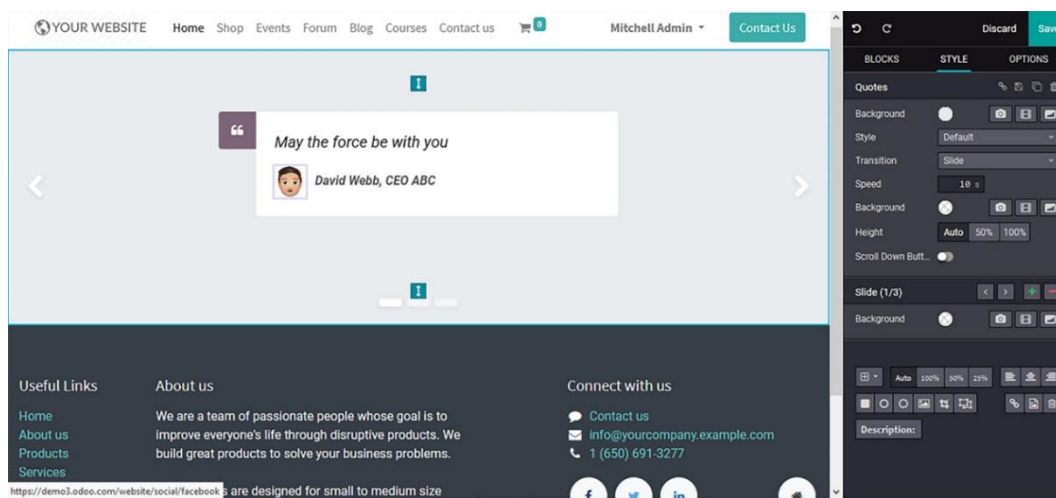 YOUR WEBSITE Home Shop Events Forum Blog Courses Contact us 0 Mitchell Admin Contact Us
May the force be with you
David Webb, CEO ABC
Useful Links
Home
About us
Products
Services
About us
We are a team of passionate people whose goal is to
improve everyone's life through disruptive products. We
build great products to solve your business problems.
s are designed for small to medium size
Connect with us
Contact us
info@yourcompany.example.com
1 (650) 691-3277
https://demo3.odoo.com/website/social/facebook
Discard Save
BLOCKS STYLE OPTIONS
Quotes
Background
Style Default
Transition Slide
Speed 10 s
Background
Height Auto 50% 100%
Scroll Down Butt...
Slide (1/3)
Background
Auto 100% 50% 25%
Description: